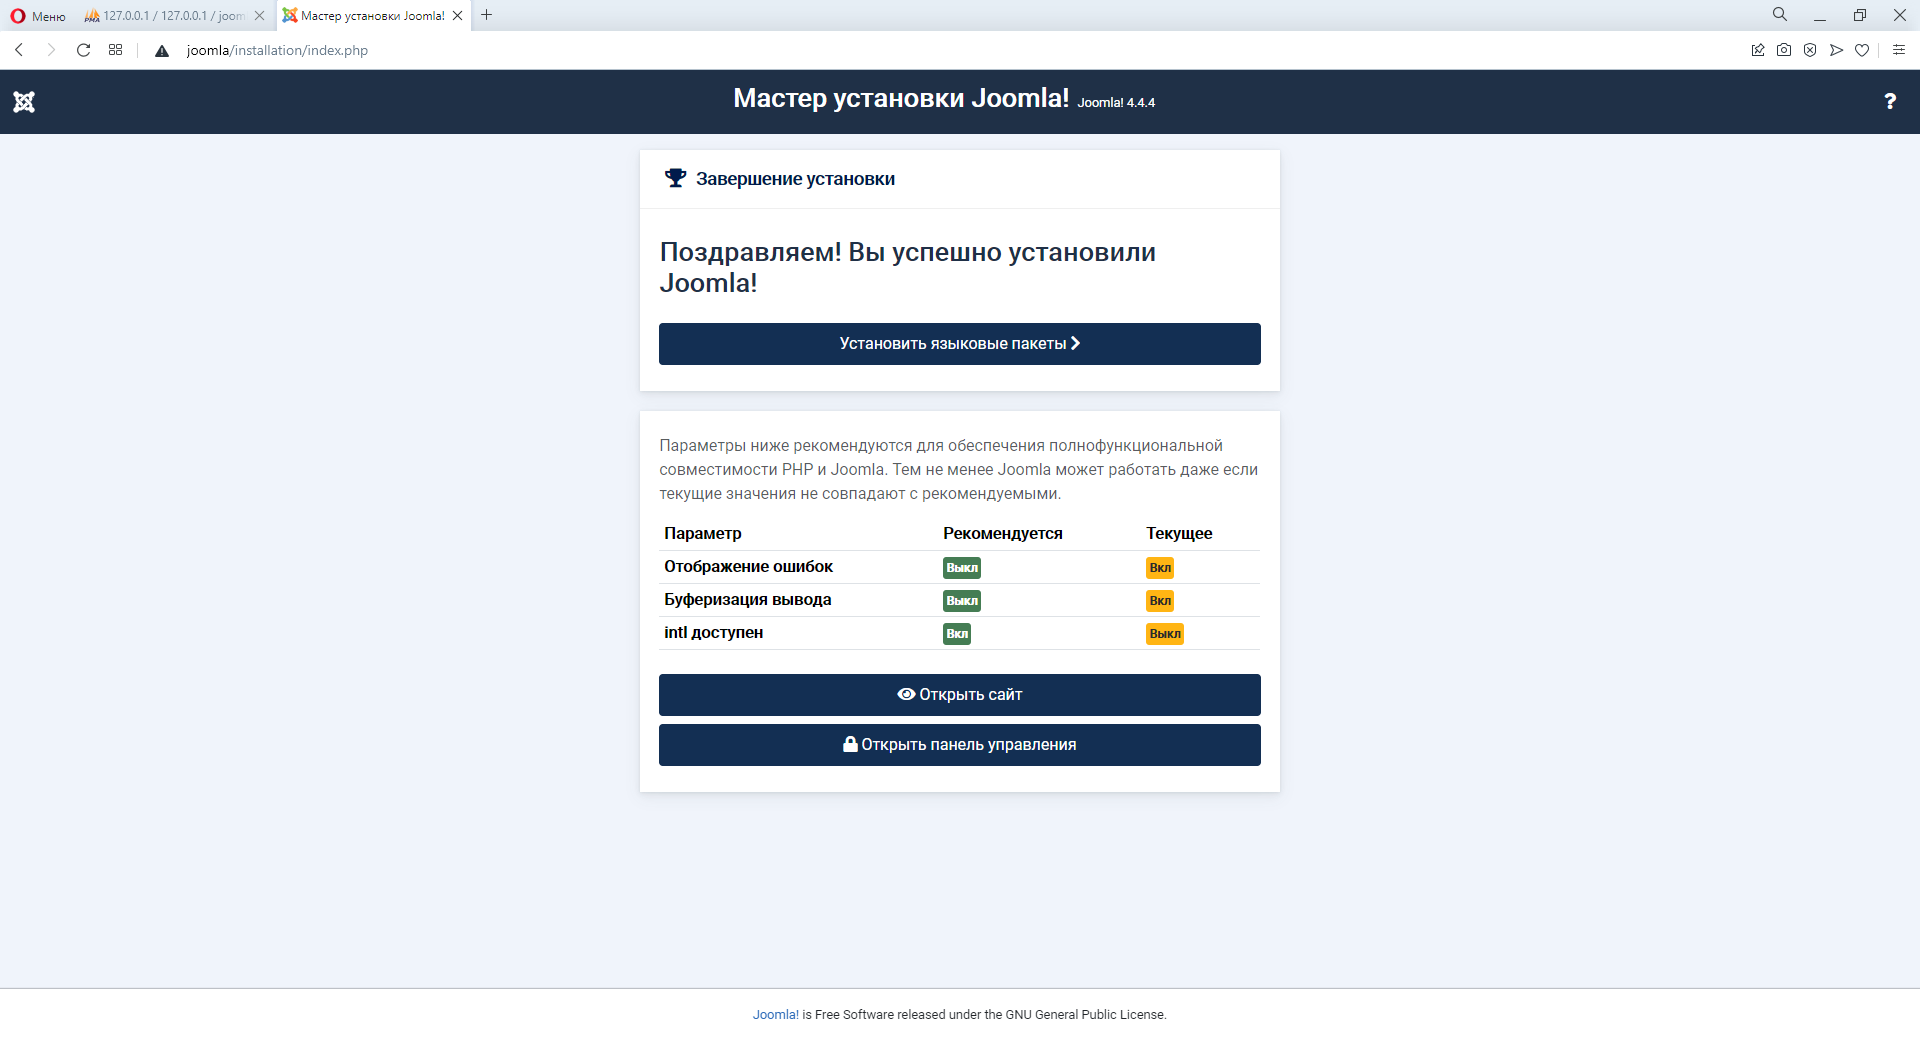 Меню
127.0.0.1 / 127.0.0.1 / joom
Мастер установки Joomla!
joomla/installation/index.php
Мастер установки Joomla! Joomla! 4.4.4
?
Завершение установки
Поздравляем! Вы успешно установили
Joomla!
Установить языковые пакеты
Параметры ниже рекомендуются для обеспечения полнофункциональной
совместимости PHP и Joomla. Тем не менее Joomla может работать даже если
текущие значения не совпадают с рекомендуемыми.
Параметр Рекомендуется Текущее
Отображение ошибок Выкл Вкл
Буферизация вывода Выкл Вкл
intl доступен Вкл Выкл
Открыть сайт
Открыть панель управления
Joomla! is Free Software released under the GNU General Public License.